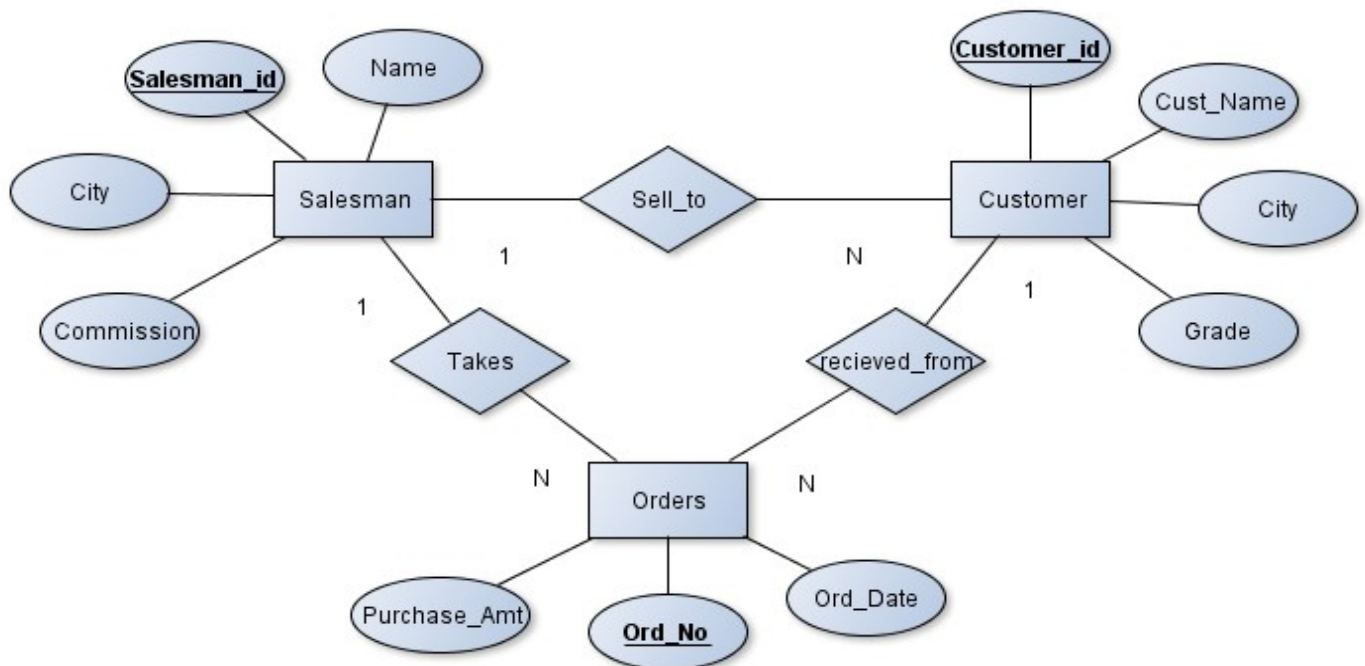 Customer_id
Salesman_id
Name
Cust_Name
City
Salesman
Sell_to
Customer
City
1
N
1
1
Commission
Takes
recieved_from
Grade
N
N
Orders
Purchase_Amt
Ord_No
Ord_Date